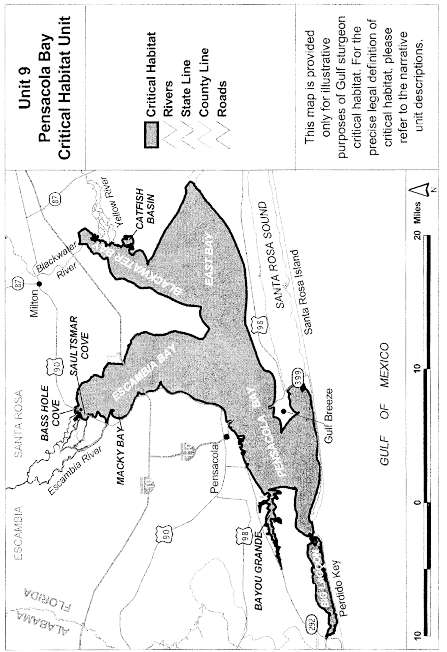 Unit 9
Pensacola Bay
Critical Habitat Unit
Critical Habitat
Rivers
State Line
County Line
Roads
This map is provided
only for illustrative
purposes of Gulf sturgeon
critical habitat. For the
precise legal definition of
critical habitat, please
refer to the narrative
unit descriptions.
ESCAMBIA
SANTA ROSA
ALABAMA
FLORIDA
BASS HOLE
COVE
SAULTSMAR
COVE
Escambia River
MACKY BAY
ESCAMBIA BAY
Milton
Blackwater
River
Yellow River
CATFISH
BASIN
BLACKWATER BAY
EAST BAY
Pensacola
PENSACOLA BAY
BAYOU GRANDE
SANTA ROSA SOUND
Santa Rosa Island
Gulf Breeze
Perdido Key
GULF OF MEXICO
87
87
90
90
98
98
399
292
10
0
10
20
Miles
N